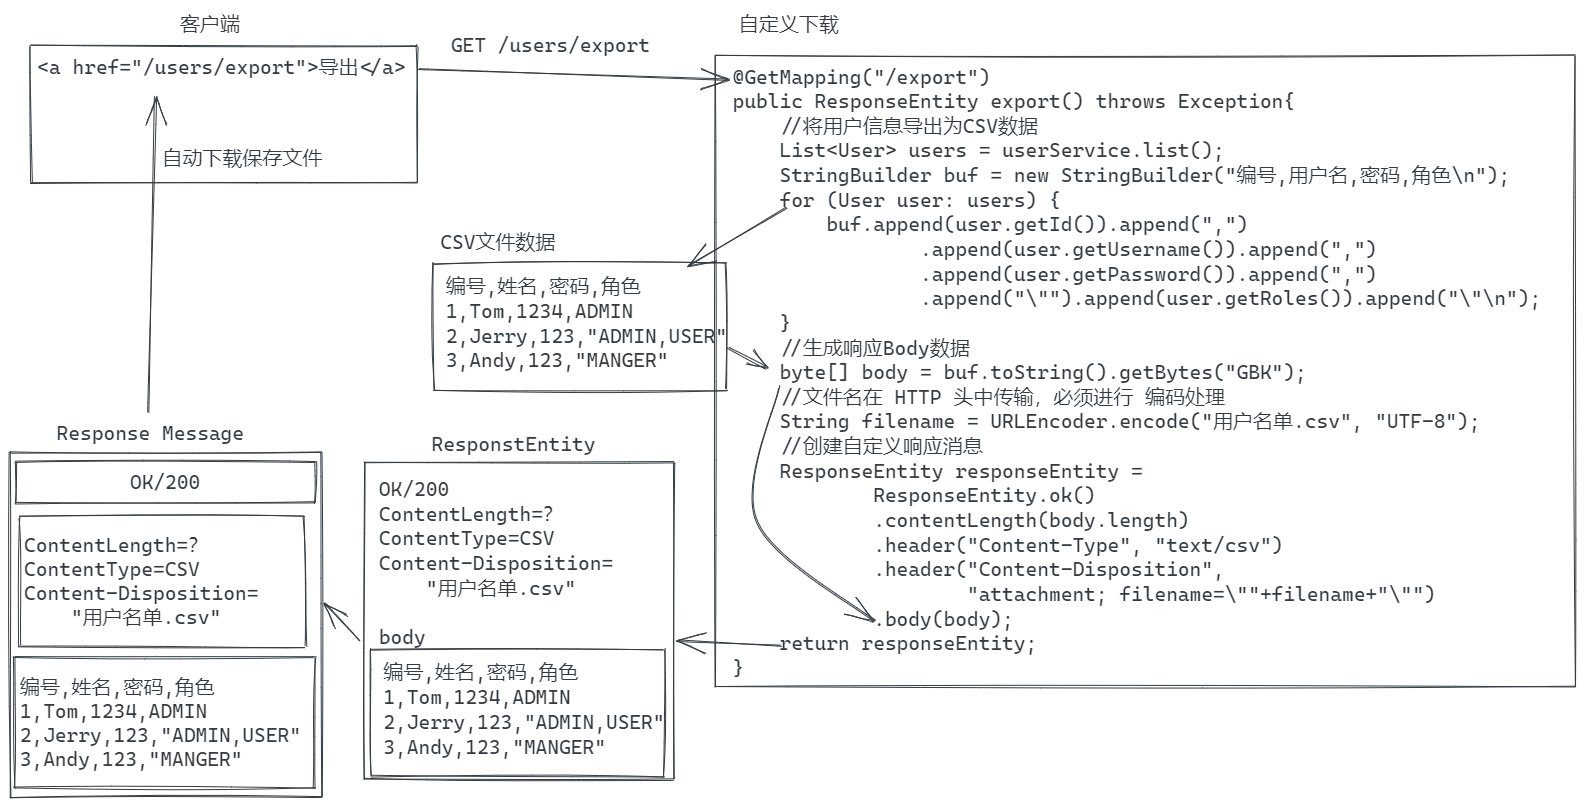 客户端
<a href="/users/export">导出</a>
自动下载保存文件
GET /users/export
自定义下载
@GetMapping("/export")
public ResponseEntity export() throws Exception{
    //将用户信息导出为CSV数据
    List<User> users = userService.list();
    StringBuilder buf = new StringBuilder("编号,用户名,密码,角色\n");
    for (User user: users) {
        buf.append(user.getId()).append(",")
                .append(user.getUsername()).append(",")
                .append(user.getPassword()).append(",")
                .append("\"").append(user.getRoles()).append("\"\n");
    }
    //生成响应Body数据
    byte[] body = buf.toString().getBytes("GBK");
    //文件名在 HTTP 头中传输，必须进行 编码处理
    String filename = URLEncoder.encode("用户名单.csv", "UTF-8");
    //创建自定义响应消息
    ResponseEntity responseEntity =
            ResponseEntity.ok()
            .contentLength(body.length)
            .header("Content-Type", "text/csv")
            .header("Content-Disposition",
                    "attachment; filename=\""+filename+"\"")
            .body(body);
    return responseEntity;
}
CSV文件数据
编号,姓名,密码,角色
1,Tom,1234,ADMIN
2,Jerry,123,"ADMIN,USER"
3,Andy,123,"MANGER"
ResponstEntity
OK/200
ContentLength=?
ContentType=CSV
Content-Disposition=
    "用户名单.csv"
body
编号,姓名,密码,角色
1,Tom,1234,ADMIN
2,Jerry,123,"ADMIN,USER"
3,Andy,123,"MANGER"
Response Message
OK/200
ContentLength=?
ContentType=CSV
Content-Disposition=
    "用户名单.csv"
编号,姓名,密码,角色
1,Tom,1234,ADMIN
2,Jerry,123,"ADMIN,USER"
3,Andy,123,"MANGER"